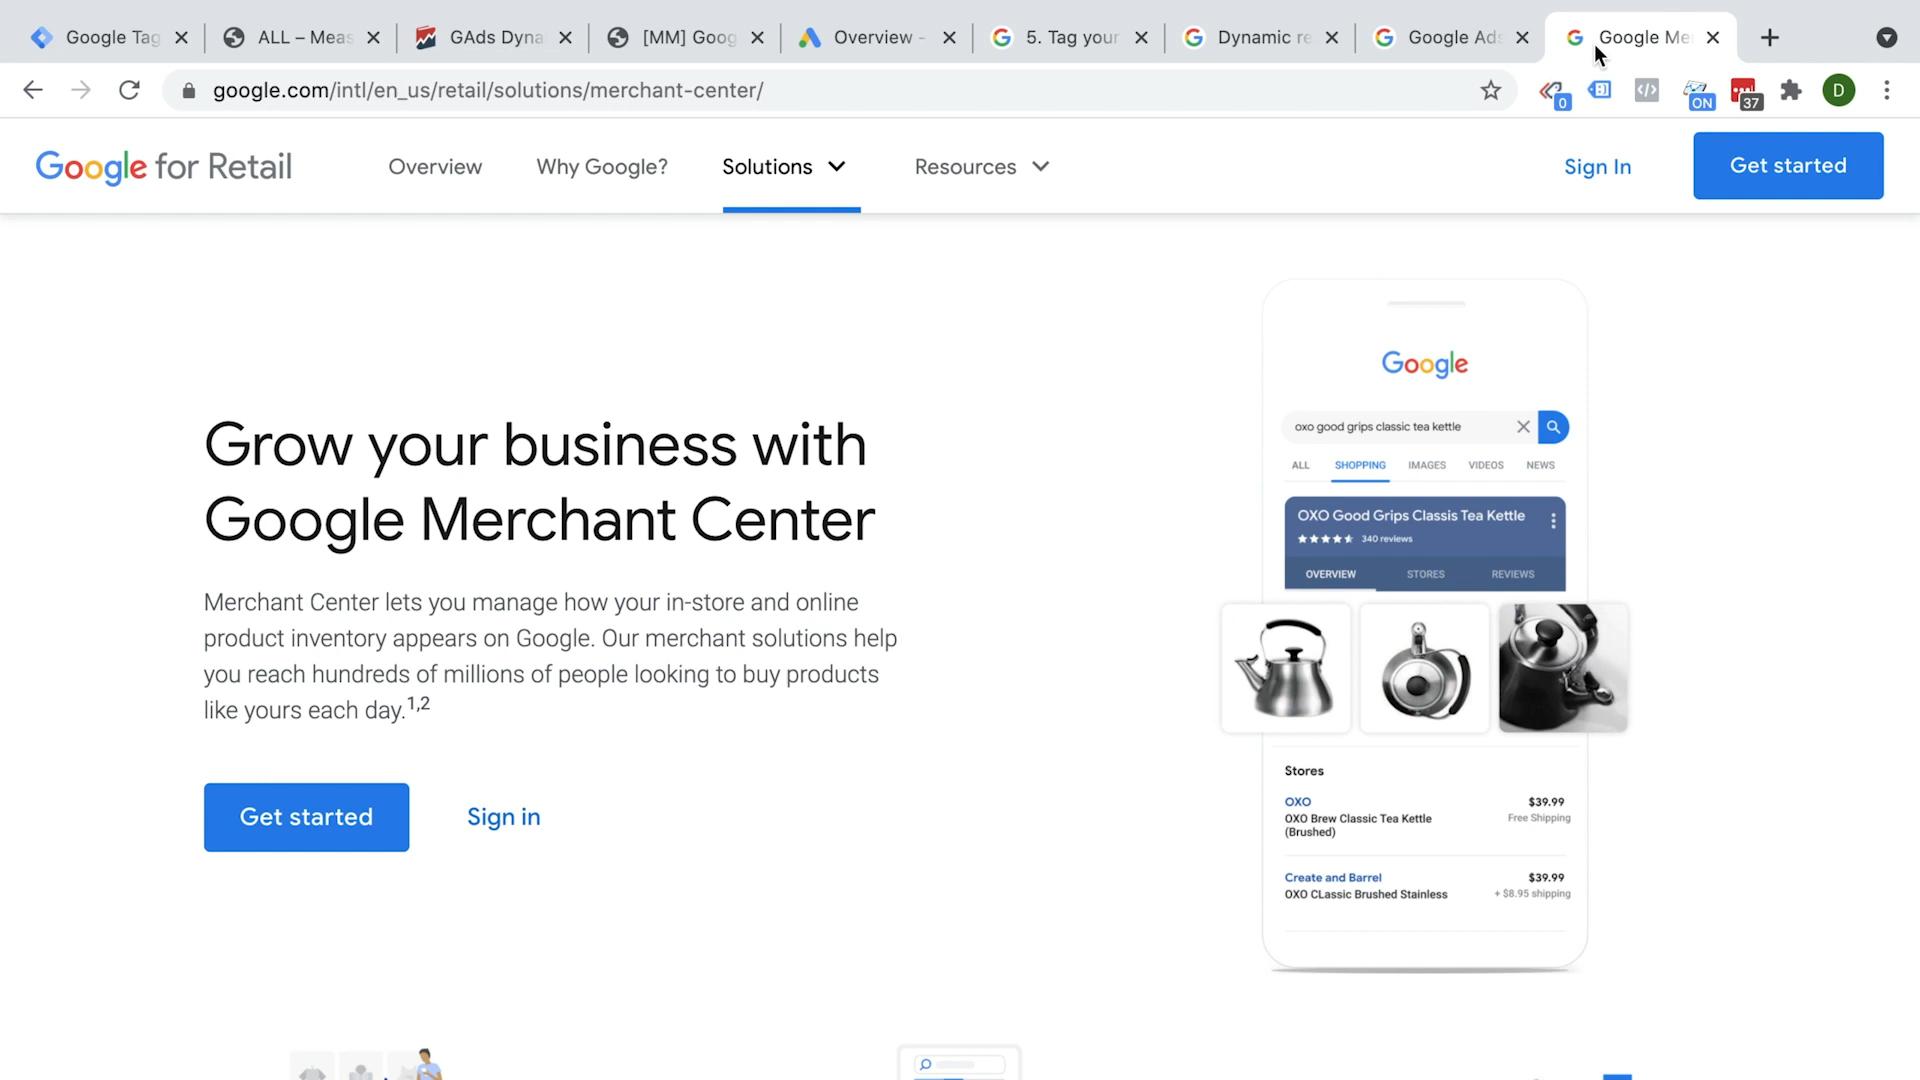 Google Tag
ALL – Meas
GAds Dyna
[MM] Goog
Overview -
5. Tag your
Dynamic re
Google Ads
Google Me
google.com/intl/en_us/retail/solutions/merchant-center/
0
ON
37
D
Google for Retail
Overview
Why Google?
Solutions
Resources
Sign In
Get started
Grow your business with
Google Merchant Center
Merchant Center lets you manage how your in-store and online
product inventory appears on Google. Our merchant solutions help
you reach hundreds of millions of people looking to buy products
like yours each day.1,2
Get started
Sign in
Google
oxo good grips classic tea kettle
ALL
SHOPPING
IMAGES
VIDEOS
NEWS
OXO Good Grips Classis Tea Kettle
340 reviews
OVERVIEW
STORES
REVIEWS
Stores
OXO
$39.99
OXO Brew Classic Tea Kettle
Free Shipping
(Brushed)
Create and Barrel
$39.99
OXO CLassic Brushed Stainless
+ $8.95 shipping